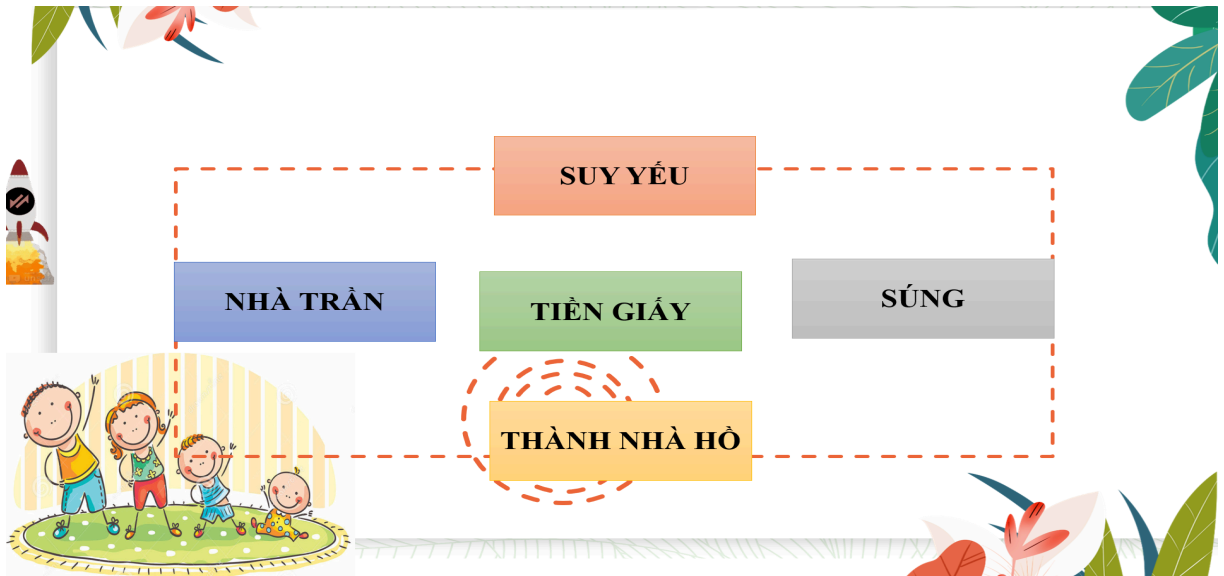 SUY YẾU
NHÀ TRẦN
TIỀN GIẤY
SÚNG
THÀNH NHÀ HỒ